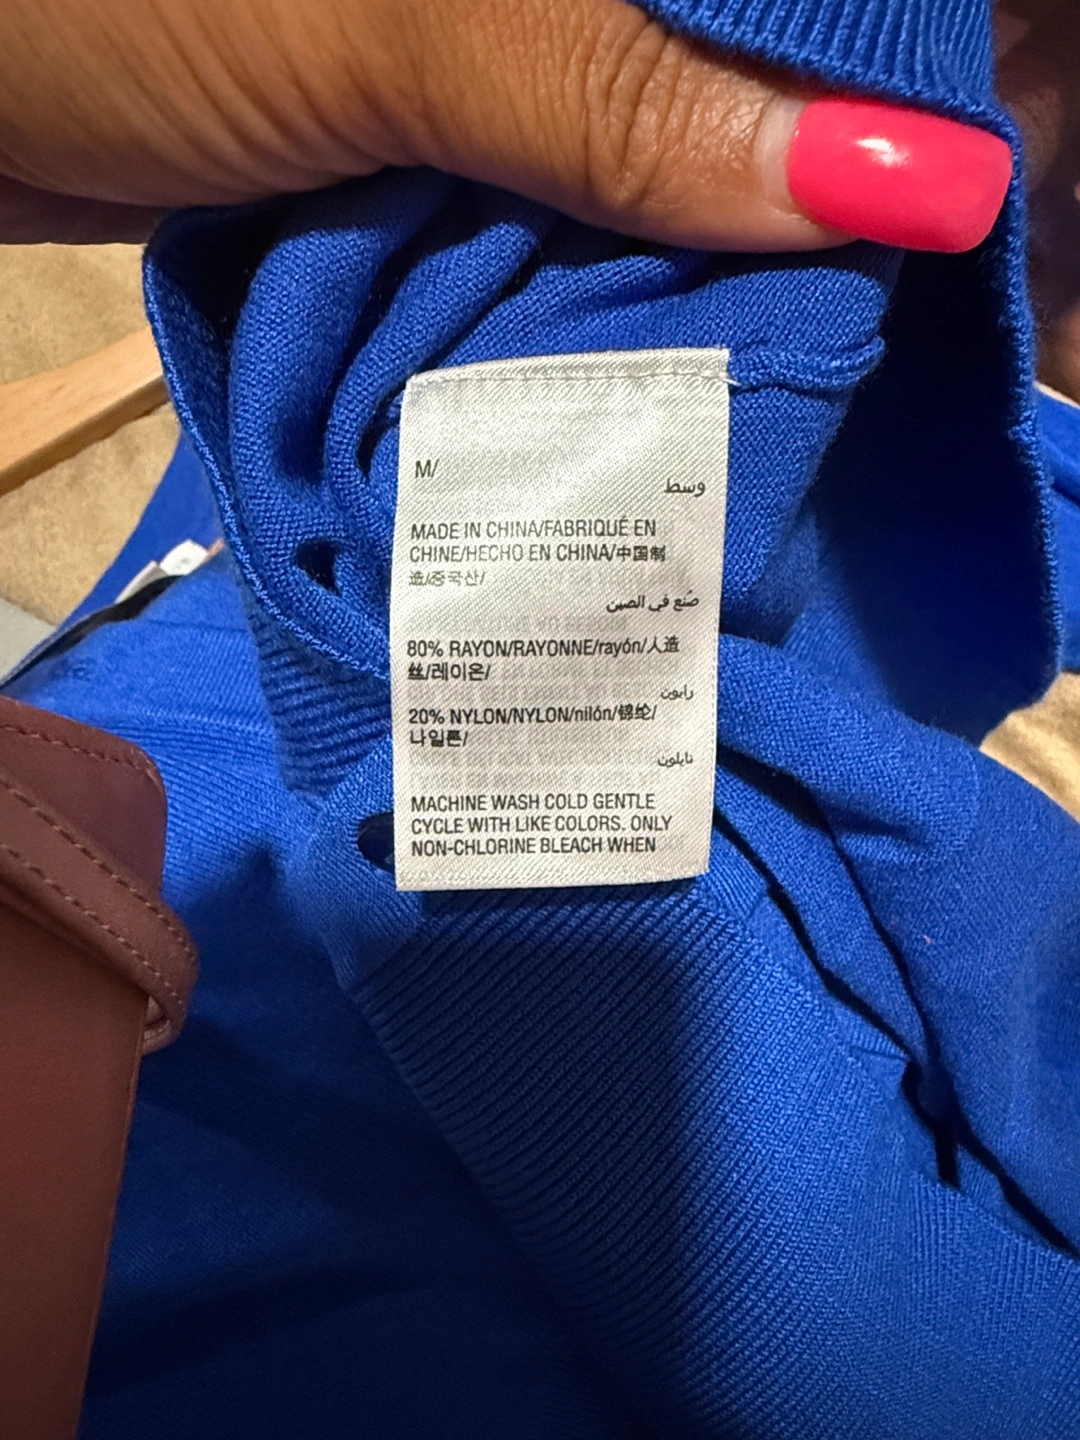 M/
وسط
MADE IN CHINA/FABRIQUÉ EN
CHINE/HECHO EN CHINA/中国制
造/중국산/
صُنع في الصين
80% RAYON/RAYONNE/rayón/人造
丝/레이온/
رايون
20% NYLON/NYLON/nilón/锦纶/
나일론/
نايلون
MACHINE WASH COLD GENTLE
CYCLE WITH LIKE COLORS. ONLY
NON-CHLORINE BLEACH WHEN